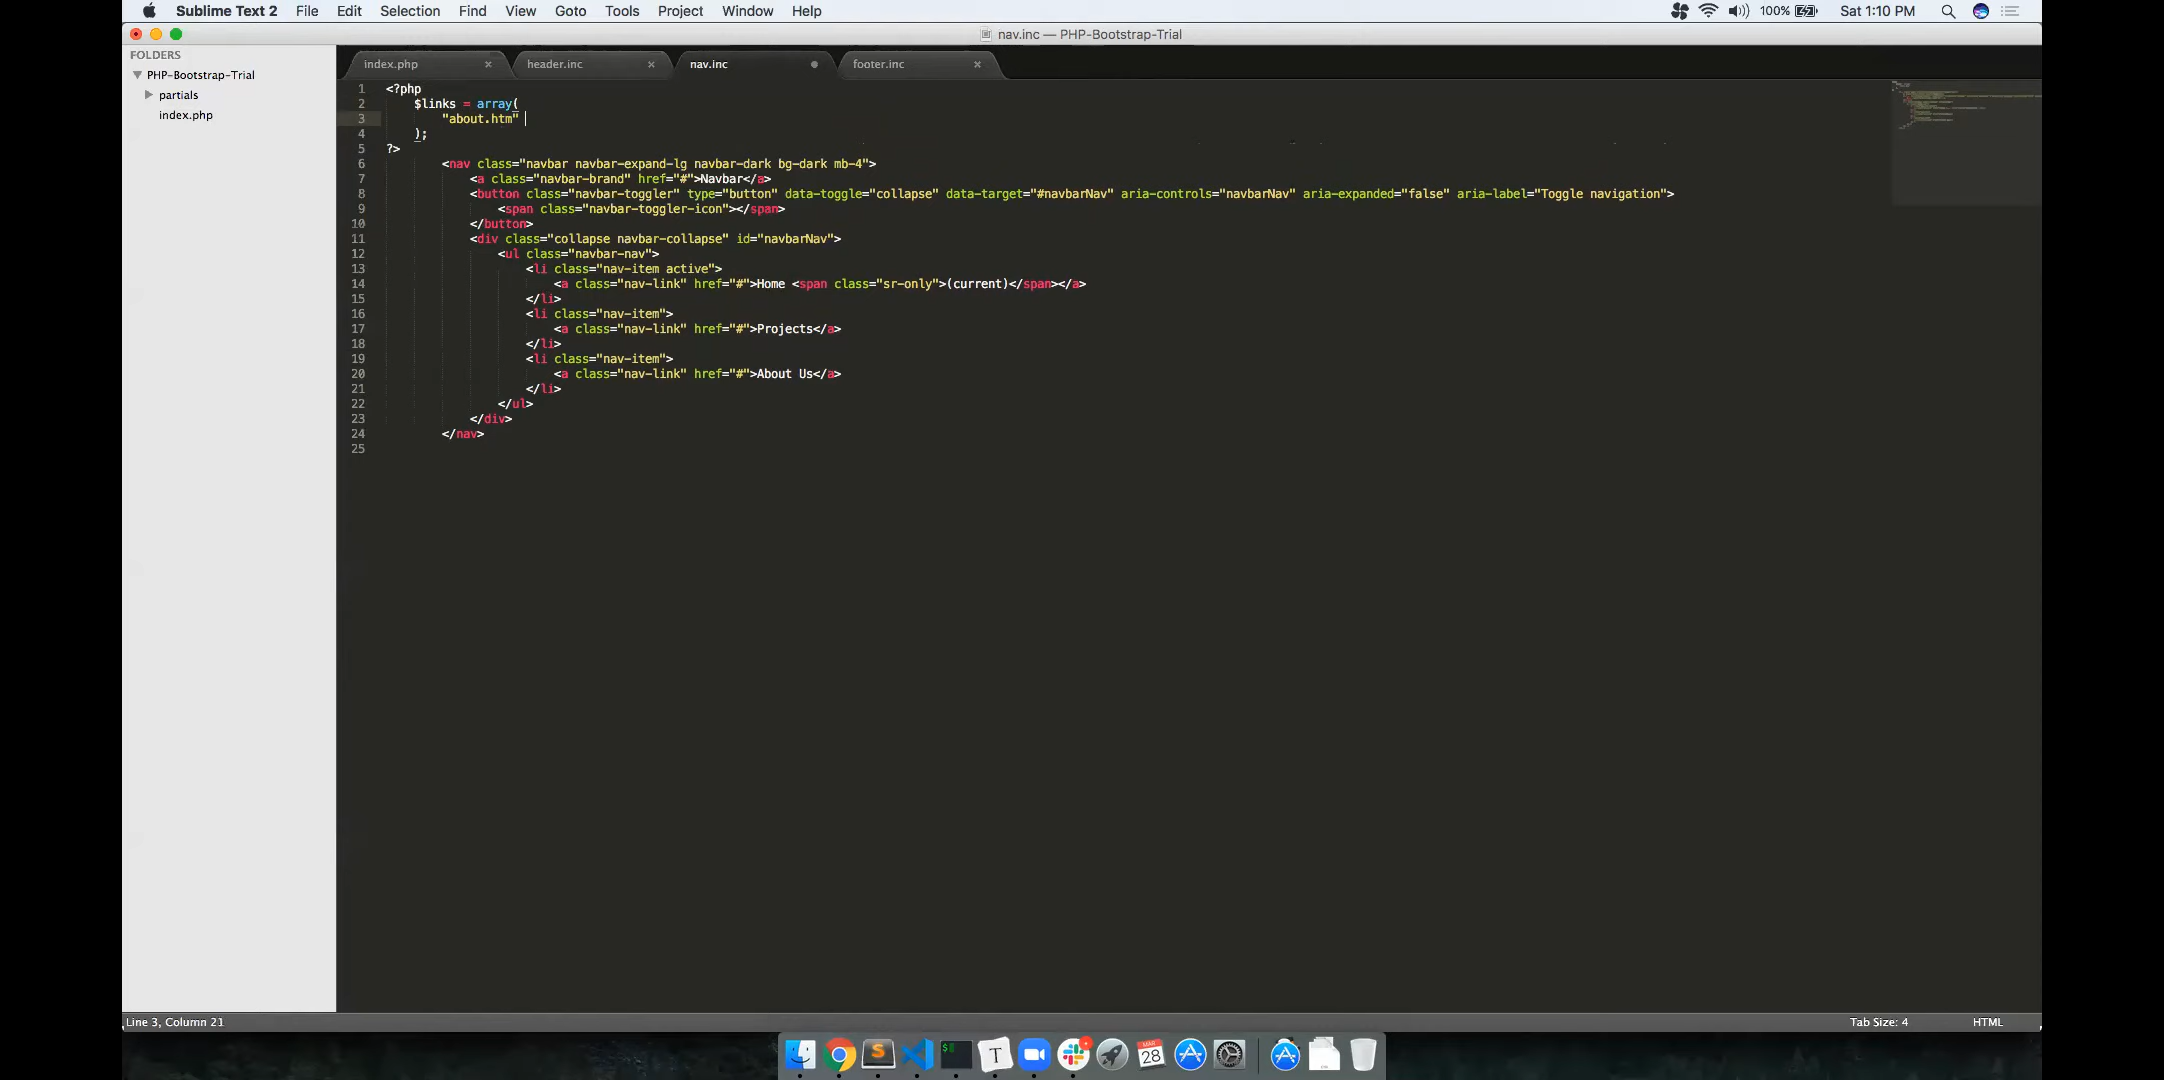 Sublime Text 2 File Edit Selection Find View Goto Tools Project Window Help 100% Sat 1:10 PM
nav.inc — PHP-Bootstrap-Trial
FOLDERS
PHP-Bootstrap-Trial
partials
index.php
index.php × header.inc × nav.inc footer.inc ×
1 <?php
2 $links = array(
3 "about.htm"
4 );
5 ?>
6 <nav class="navbar navbar-expand-lg navbar-dark bg-dark mb-4">
7 <a class="navbar-brand" href="#">Navbar</a>
8 <button class="navbar-toggler" type="button" data-toggle="collapse" data-target="#navbarNav" aria-controls="navbarNav" aria-expanded="false" aria-label="Toggle navigation">
9 <span class="navbar-toggler-icon"></span>
10 </button>
11 <div class="collapse navbar-collapse" id="navbarNav">
12 <ul class="navbar-nav">
13 <li class="nav-item active">
14 <a class="nav-link" href="#">Home <span class="sr-only">(current)</span></a>
15 </li>
16 <li class="nav-item">
17 <a class="nav-link" href="#">Projects</a>
18 </li>
19 <li class="nav-item">
20 <a class="nav-link" href="#">About Us</a>
21 </li>
22 </ul>
23 </div>
24 </nav>
25
Line 3, Column 21 Tab Size: 4 HTML
MAR
28